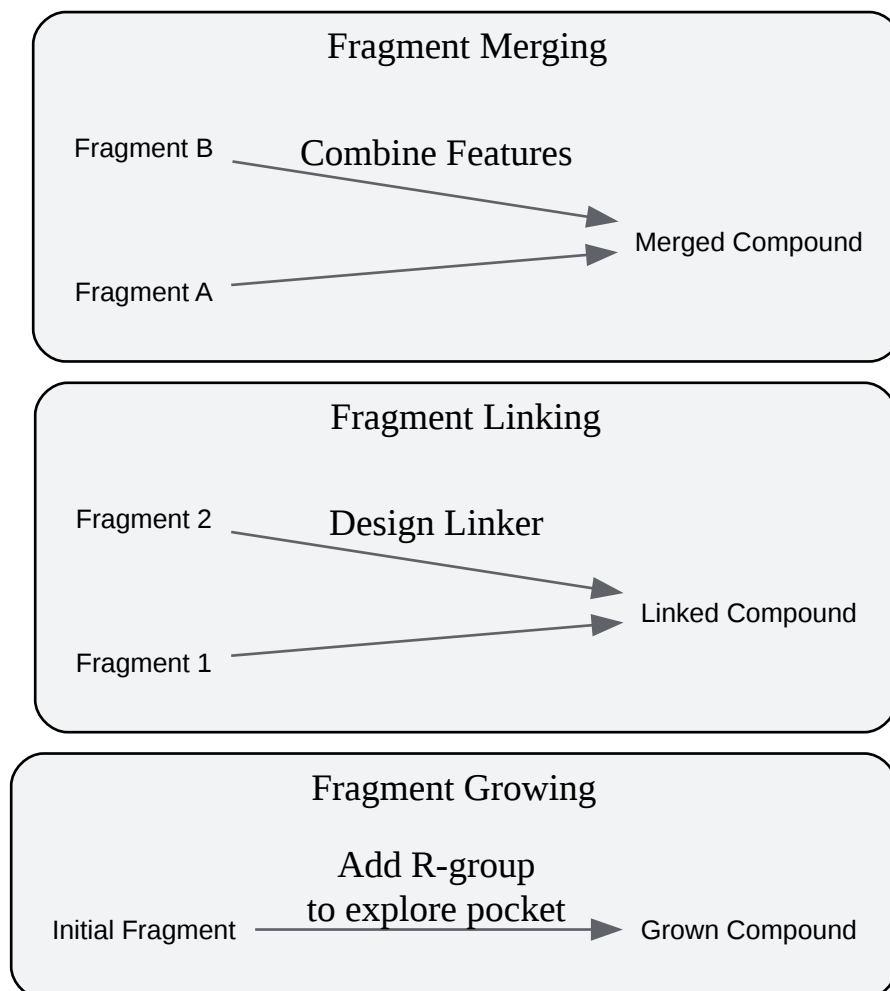 Fragment Merging
Fragment B
Combine Features
Merged Compound
Fragment A
Fragment Linking
Fragment 2
Design Linker
Linked Compound
Fragment 1
Fragment Growing
Add R-group
to explore pocket
Initial Fragment
Grown Compound